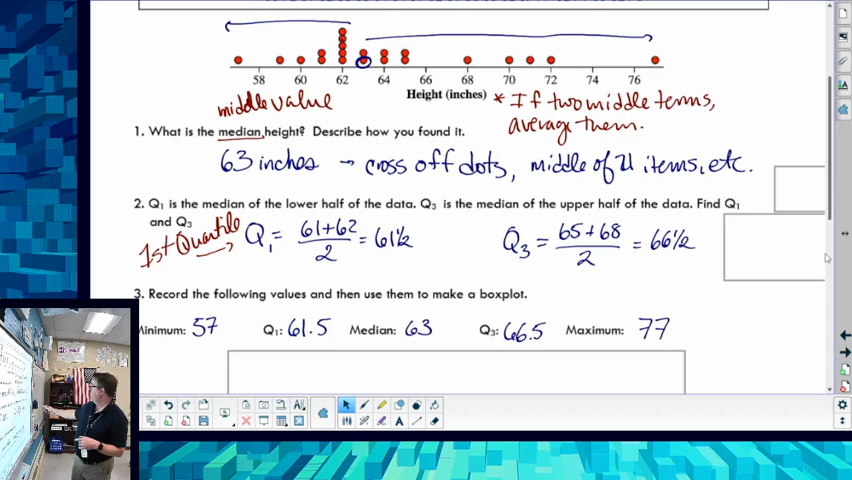 58 60 62 64 66 68 70 72 74 76
Height (inches)
middle value
* If two middle terms,
average them.
1. What is the median height? Describe how you found it.
63 inches → cross off dots, middle of 21 items, etc.
2. Q1 is the median of the lower half of the data. Q3 is the median of the upper half of the data. Find Q1
and Q3
1st Quartile
Q1 = 61+62/2 = 61½
Q3 = 65+68/2 = 66½
3. Record the following values and then use them to make a boxplot.
Minimum: 57 Q1: 61.5 Median: 63 Q3: 66.5 Maximum: 77